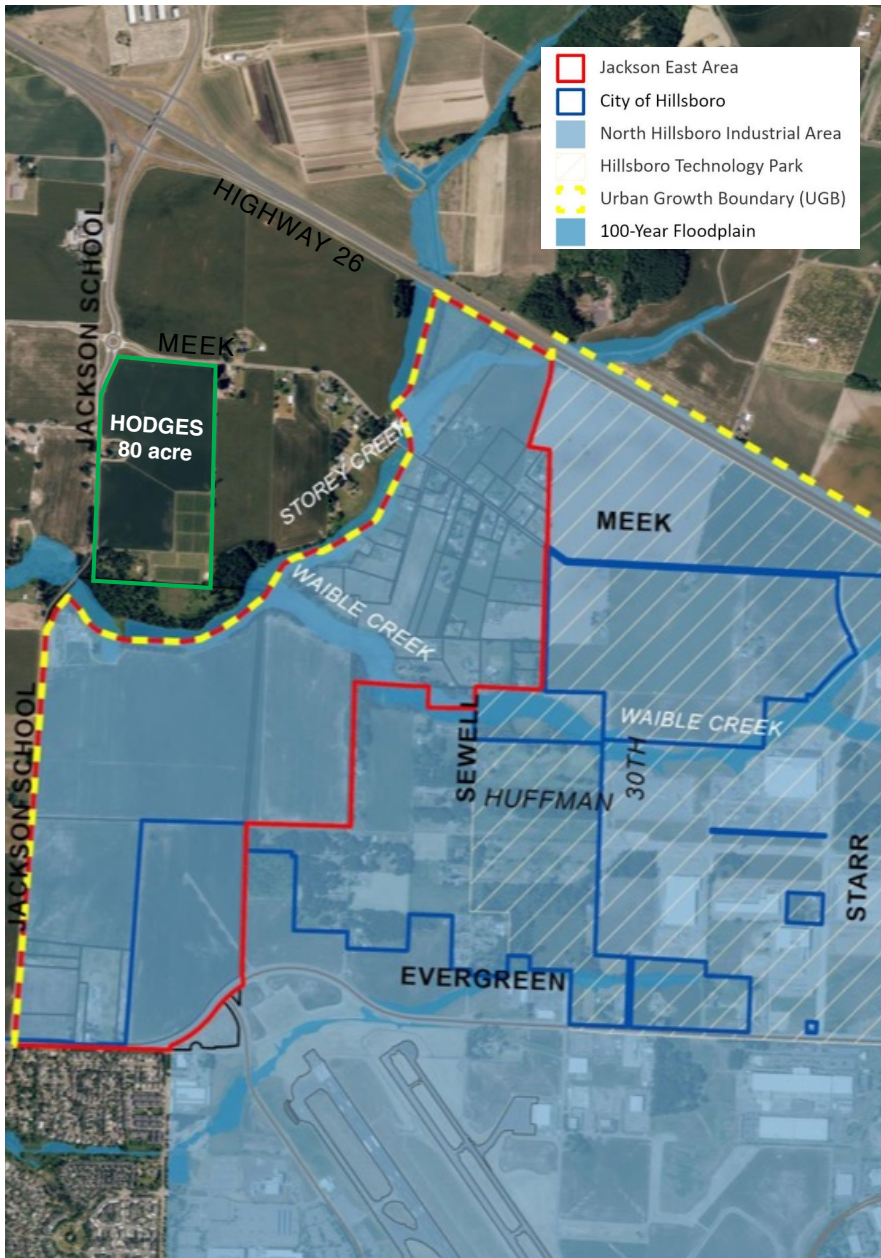 Jackson East Area
City of Hillsboro
North Hillsboro Industrial Area
Hillsboro Technology Park
Urban Growth Boundary (UGB)
100-Year Floodplain
HIGHWAY 26
JACKSON SCHOOL
MEEK
HODGES
80 acre
STOREY CREEK
MEEK
WAIBLE CREEK
JACKSON SCHOOL
SEWELL
WAIBLE CREEK
30TH
HUFFMAN
STARR
EVERGREEN